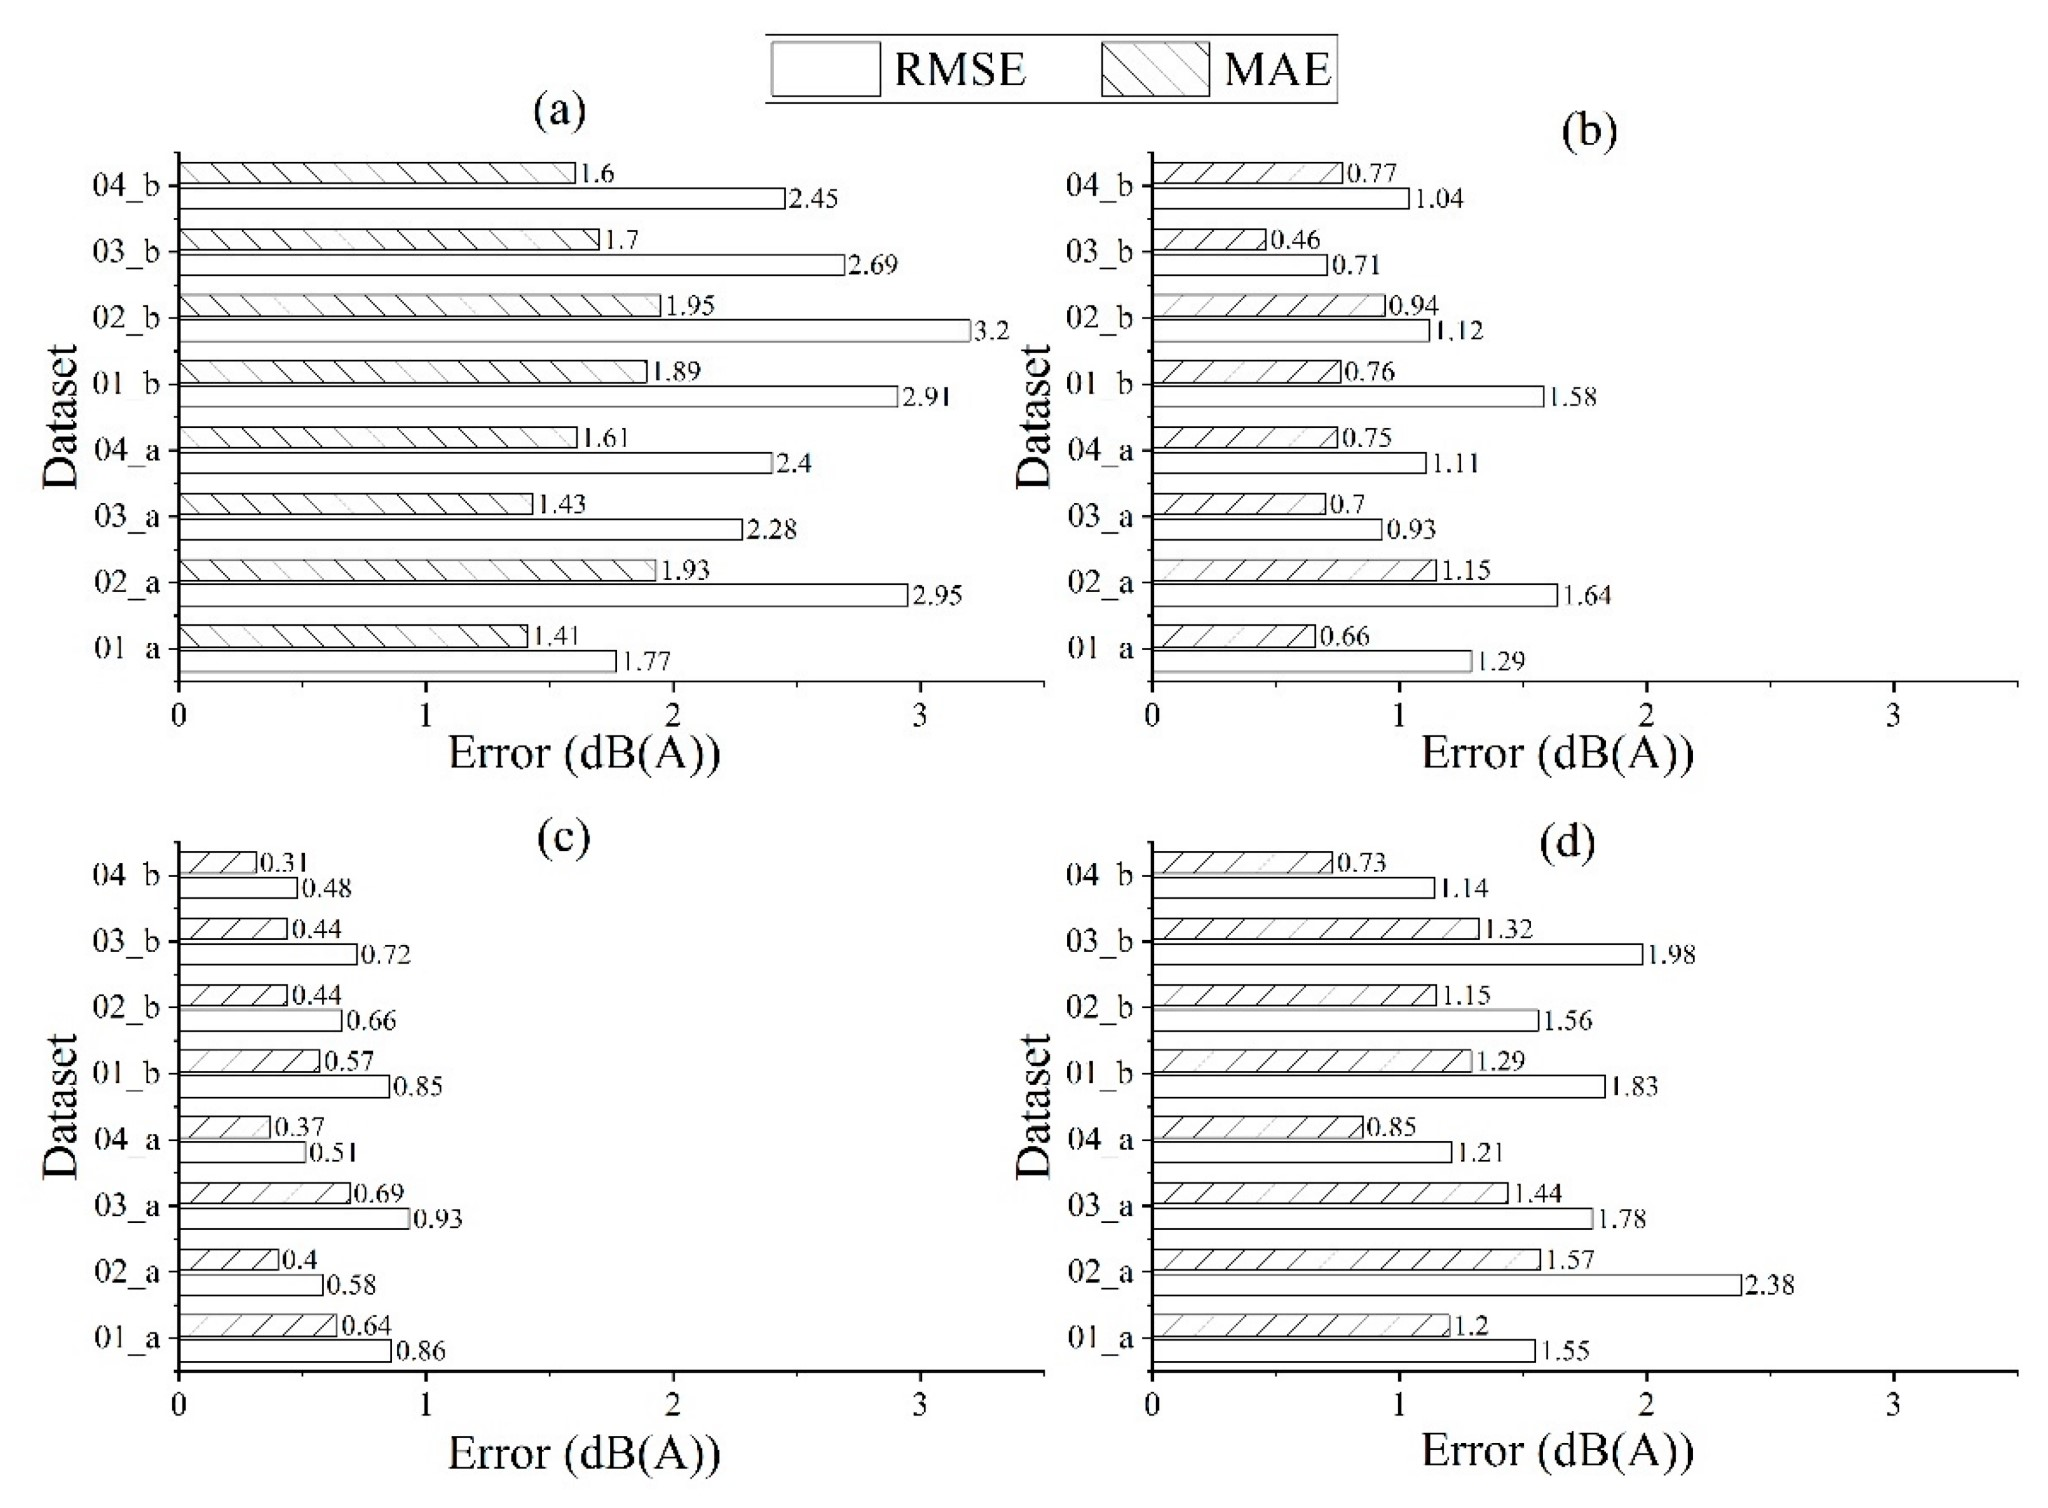 RMSE MAE
(a)
04_b 1.6
2.45
03_b 1.7
2.69
02_b 1.95
3.2
01_b 1.89
2.91
04_a 1.61
2.4
03_a 1.43
2.28
02_a 1.93
2.95
01_a 1.41
1.77
Dataset
0 1 2 3
Error (dB(A))
(b)
04_b 0.77
1.04
03_b 0.46
0.71
02_b 0.94
1.12
01_b 0.76
1.58
04_a 0.75
1.11
03_a 0.7
0.93
02_a 1.15
1.64
01_a 0.66
1.29
Dataset
0 1 2 3
Error (dB(A))
(c)
04_b 0.31
0.48
03_b 0.44
0.72
02_b 0.44
0.66
01_b 0.57
0.85
04_a 0.37
0.51
03_a 0.69
0.93
02_a 0.4
0.58
01_a 0.64
0.86
Dataset
0 1 2 3
Error (dB(A))
(d)
04_b 0.73
1.14
03_b 1.32
1.98
02_b 1.15
1.56
01_b 1.29
1.83
04_a 0.85
1.21
03_a 1.44
1.78
02_a 1.57
2.38
01_a 1.2
1.55
Dataset
0 1 2 3
Error (dB(A))